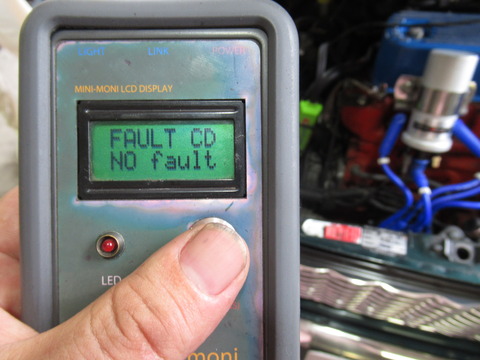 LIGHT LINK POWER
MINI-MONI LCD DISPLAY
FAULT CD
NO fault
LED
moni